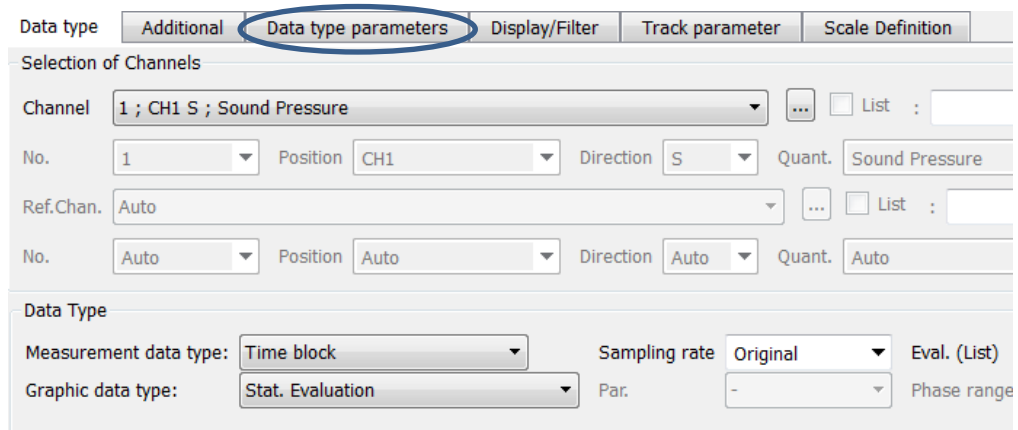 Data type Additional Data type parameters Display/Filter Track parameter Scale Definition
Selection of Channels
Channel 1 ; CH1 S ; Sound Pressure ... List :
No. 1 Position CH1 Direction S Quant. Sound Pressure
Ref.Chan. Auto ... List :
No. Auto Position Auto Direction Auto Quant. Auto
Data Type
Measurement data type: Time block Sampling rate Original Eval. (List)
Graphic data type: Stat. Evaluation Par. - Phase range